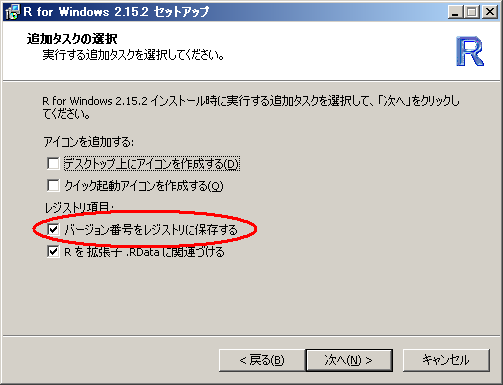 R for Windows 2.15.2 セットアップ
追加タスクの選択
実行する追加タスクを選択してください。
R
R for Windows 2.15.2 インストール時に実行する追加タスクを選択して、「次へ」をクリックし
てください。
アイコンを追加する:
デスクトップ上にアイコンを作成する(D)
クイック起動アイコンを作成する(Q)
レジストリ項目:
バージョン番号をレジストリに保存する
R を 拡張子 .RData に関連づける
< 戻る(B)
次へ(N) >
キャンセル